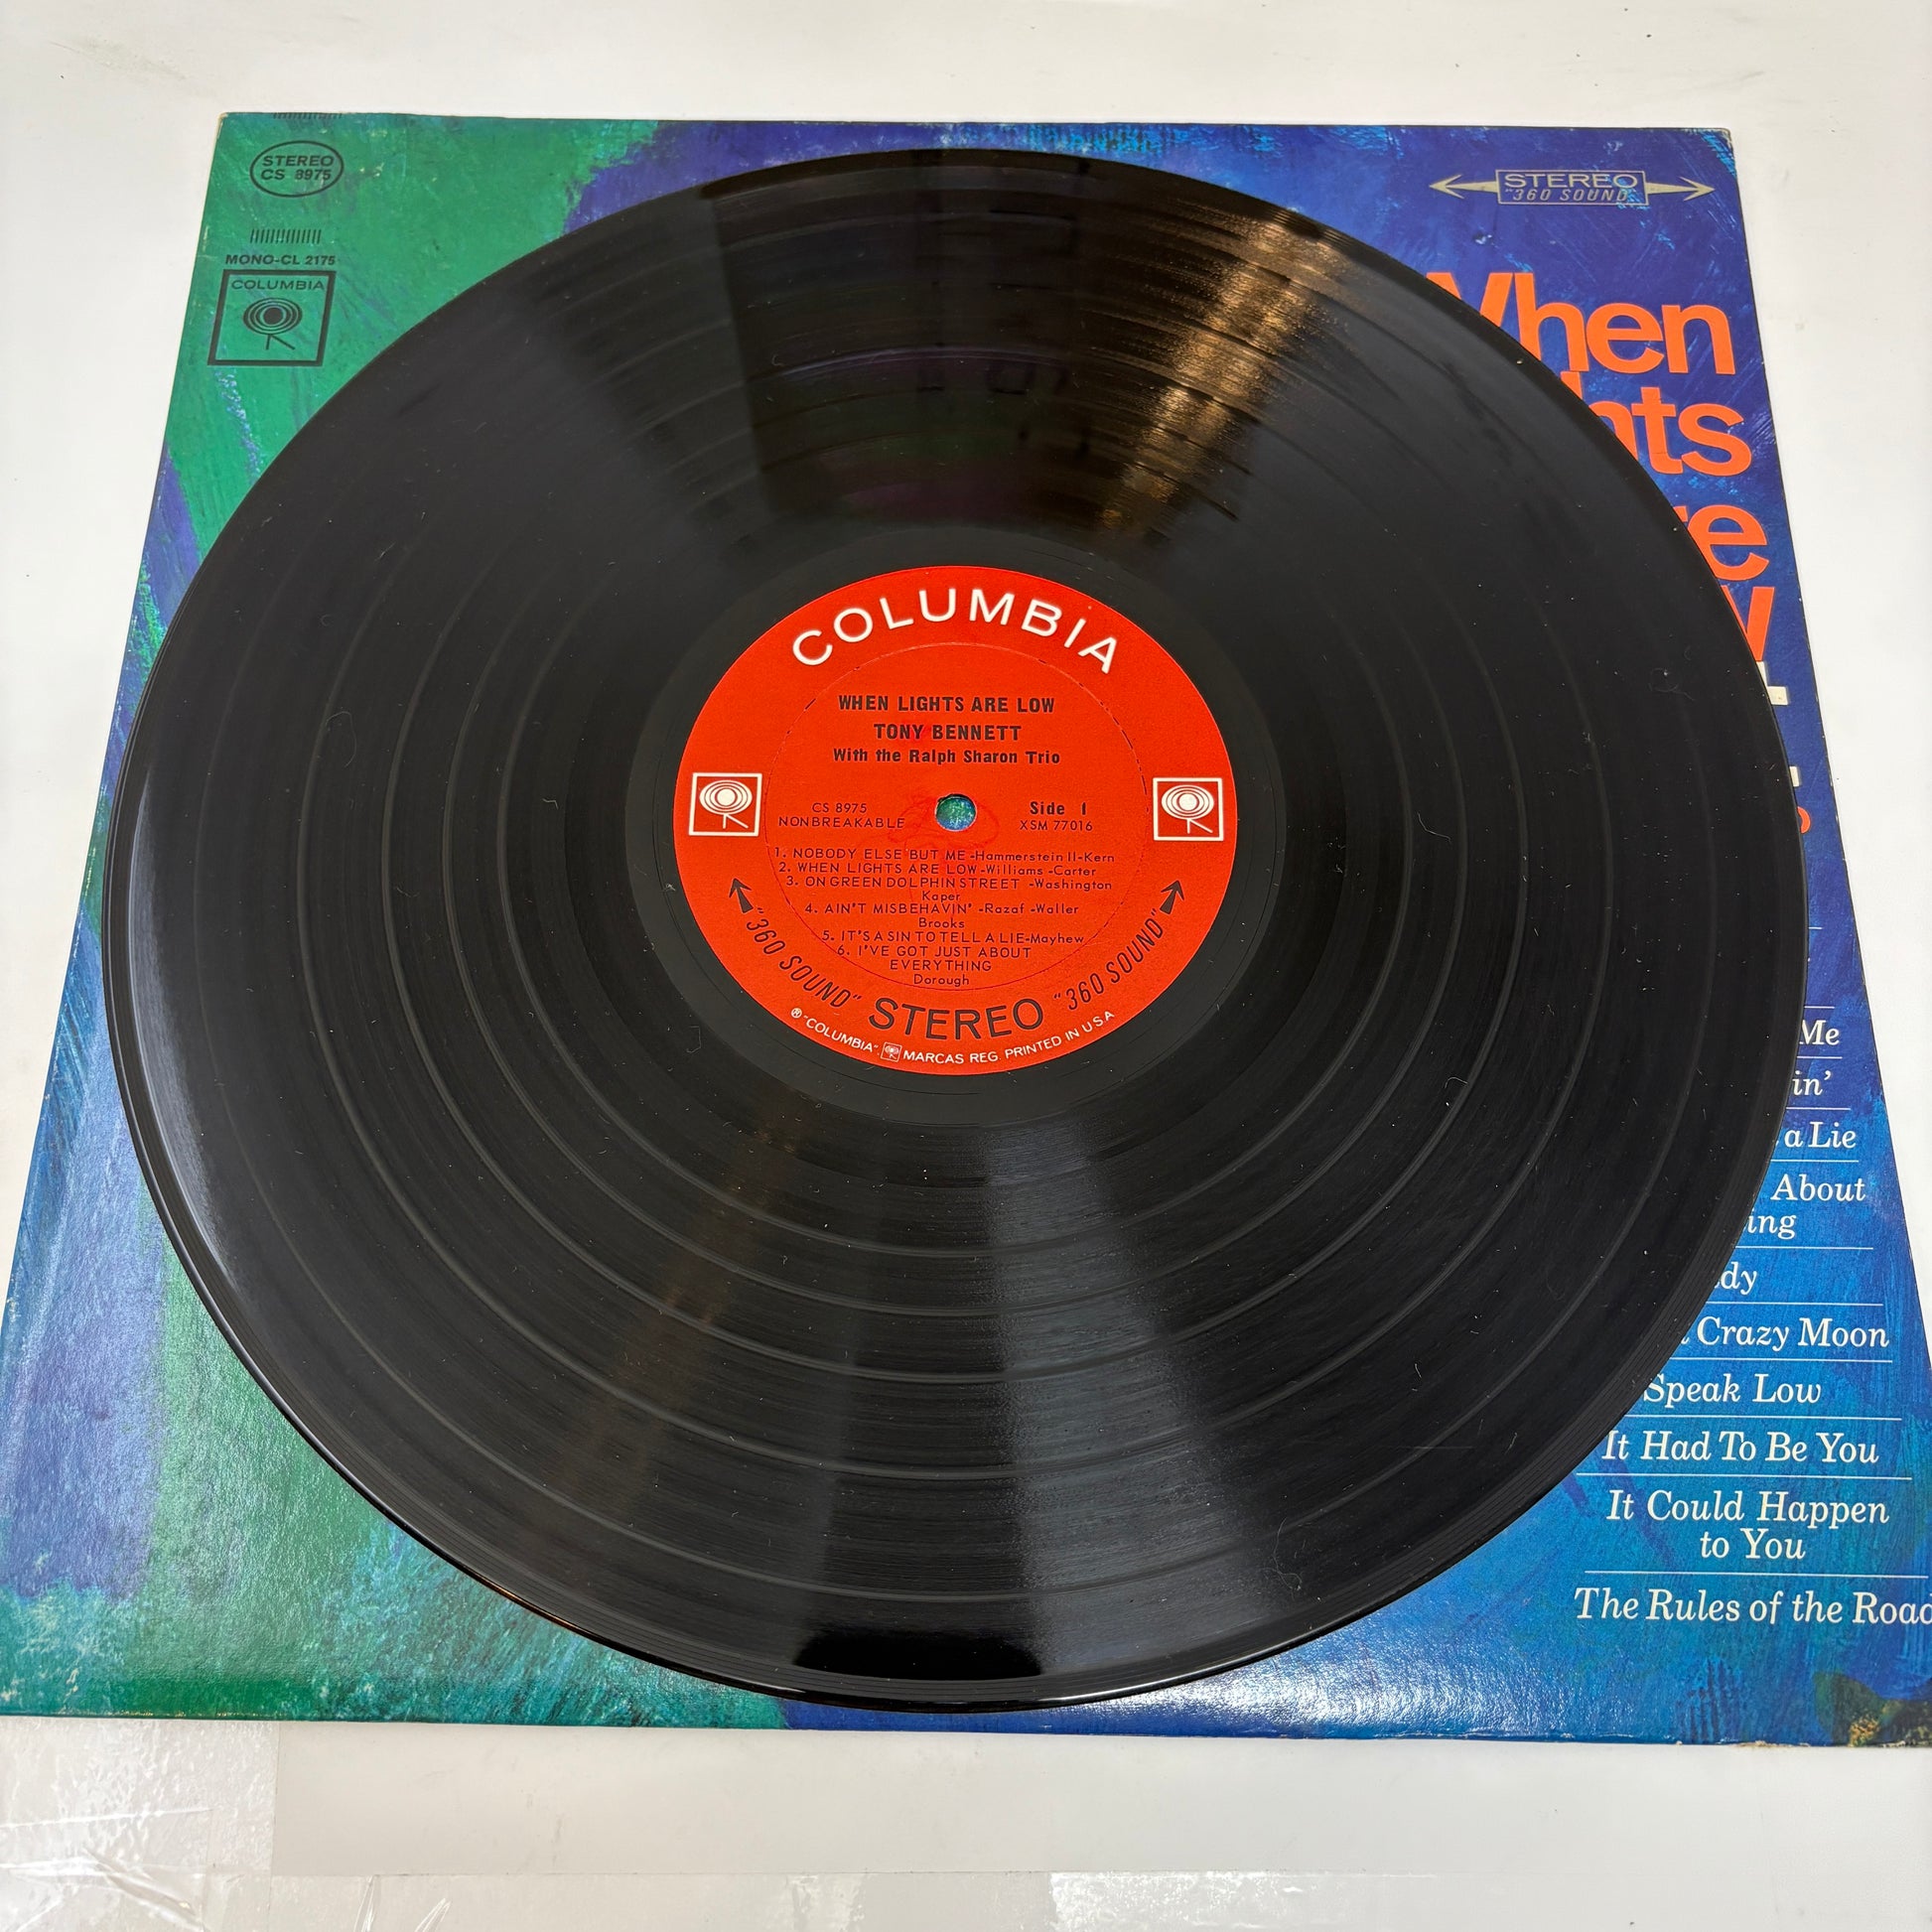 STEREO
CS 8975
MONO-CL 2175
COLUMBIA
STEREO
"360 SOUND"
When
COLUMBIA
WHEN LIGHTS ARE LOW
TONY BENNETT
With the Ralph Sharon Trio
CS 8975
NONBREAKABLE
Side 1
XSM 77016
1. NOBODY ELSE BUT ME -Hammerstein II-Kern
2. WHEN LIGHTS ARE LOW -Williams -Carter
3. ON GREEN DOLPHIN STREET -Washington
Kaper
4. AIN'T MISBEHAVIN' -Razaf -Waller
Brooks
5. IT'S A SIN TO TELL A LIE-Mayhew
6. I'VE GOT JUST ABOUT
EVERYTHING
Dorough
"360 SOUND" STEREO "360 SOUND"
® "COLUMBIA", MARCAS REG. PRINTED IN U S A
Me
a Lie
About
Crazy Moon
Speak Low
It Had To Be You
It Could Happen
to You
The Rules of the Road